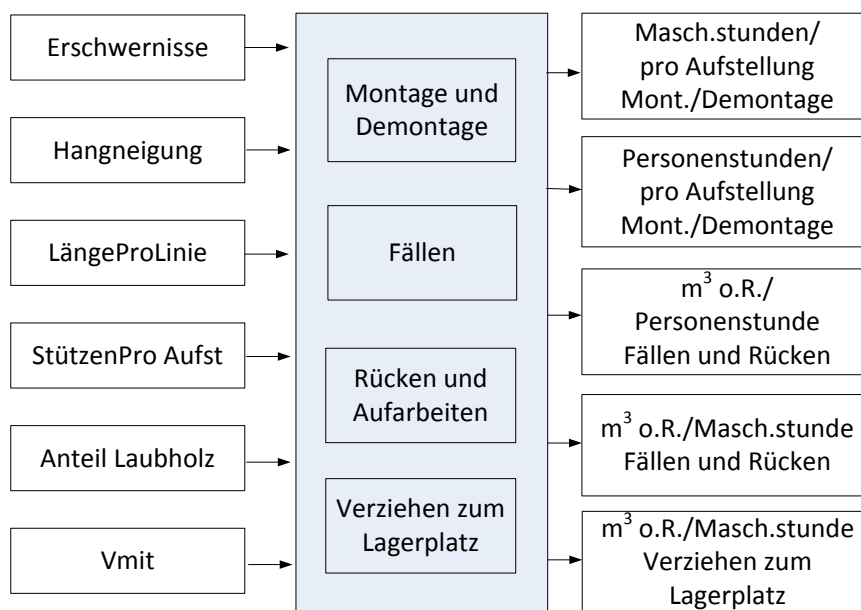 Erschwernisse
Hangneigung
LängeProLinie
StützenPro Aufst
Anteil Laubholz
Vmit
Montage und
Demontage
Fällen
Rücken und
Aufarbeiten
Verziehen zum
Lagerplatz
Masch.stunden/
pro Aufstellung
Mont./Demontage
Personenstunden/
pro Aufstellung
Mont./Demontage
m³ o.R./
Personenstunde
Fällen und Rücken
m³ o.R./Masch.stunde
Fällen und Rücken
m³ o.R./Masch.stunde
Verziehen zum
Lagerplatz